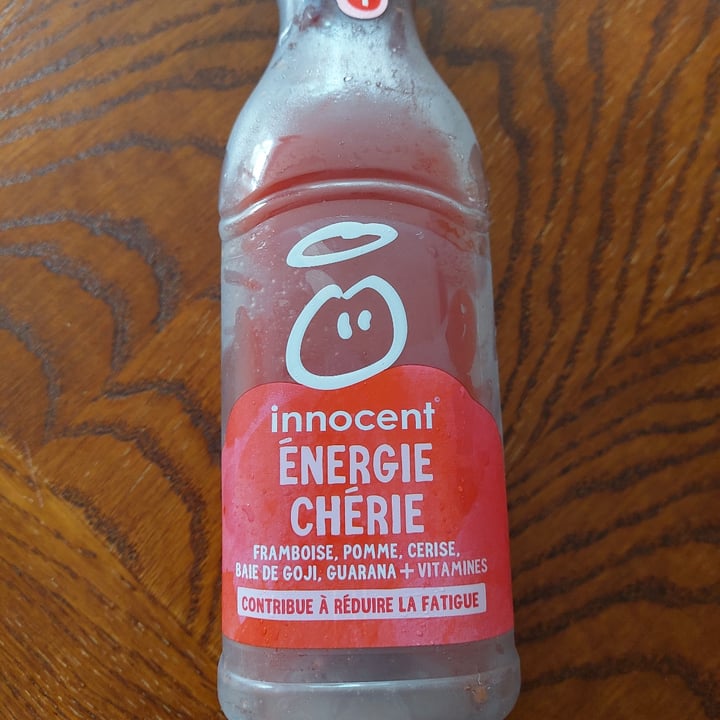 innocent
ÉNERGIE
CHÉRIE
FRAMBOISE, POMME, CERISE,
BAIE DE GOJI, GUARANA + VITAMINES
CONTRIBUE À RÉDUIRE LA FATIGUE